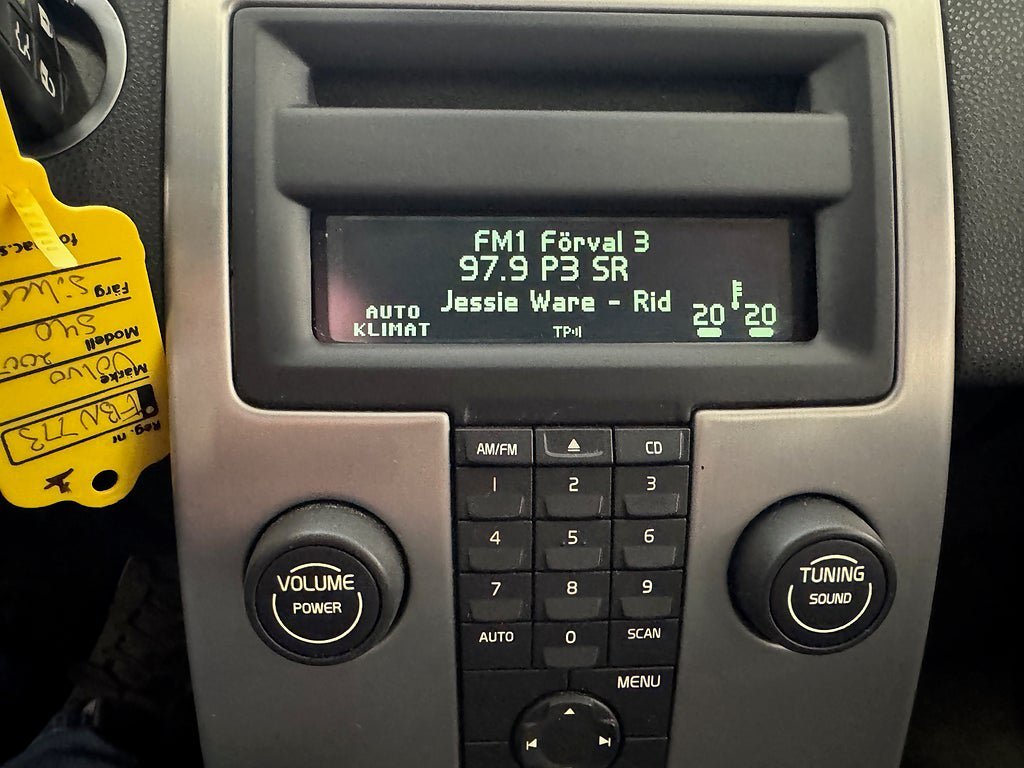 FM1 Förval 3
97.9 P3 SR
Jessie Ware - Rid
AUTO
KLIMAT
TP
20 20
AM/FM
CD
1 2 3
4 5 6
7 8 9
AUTO 0 SCAN
MENU
VOLUME
POWER
TUNING
SOUND
Reg. nr
FBN 773
Märke
Volvo
Modell
S40
Färg
Silver